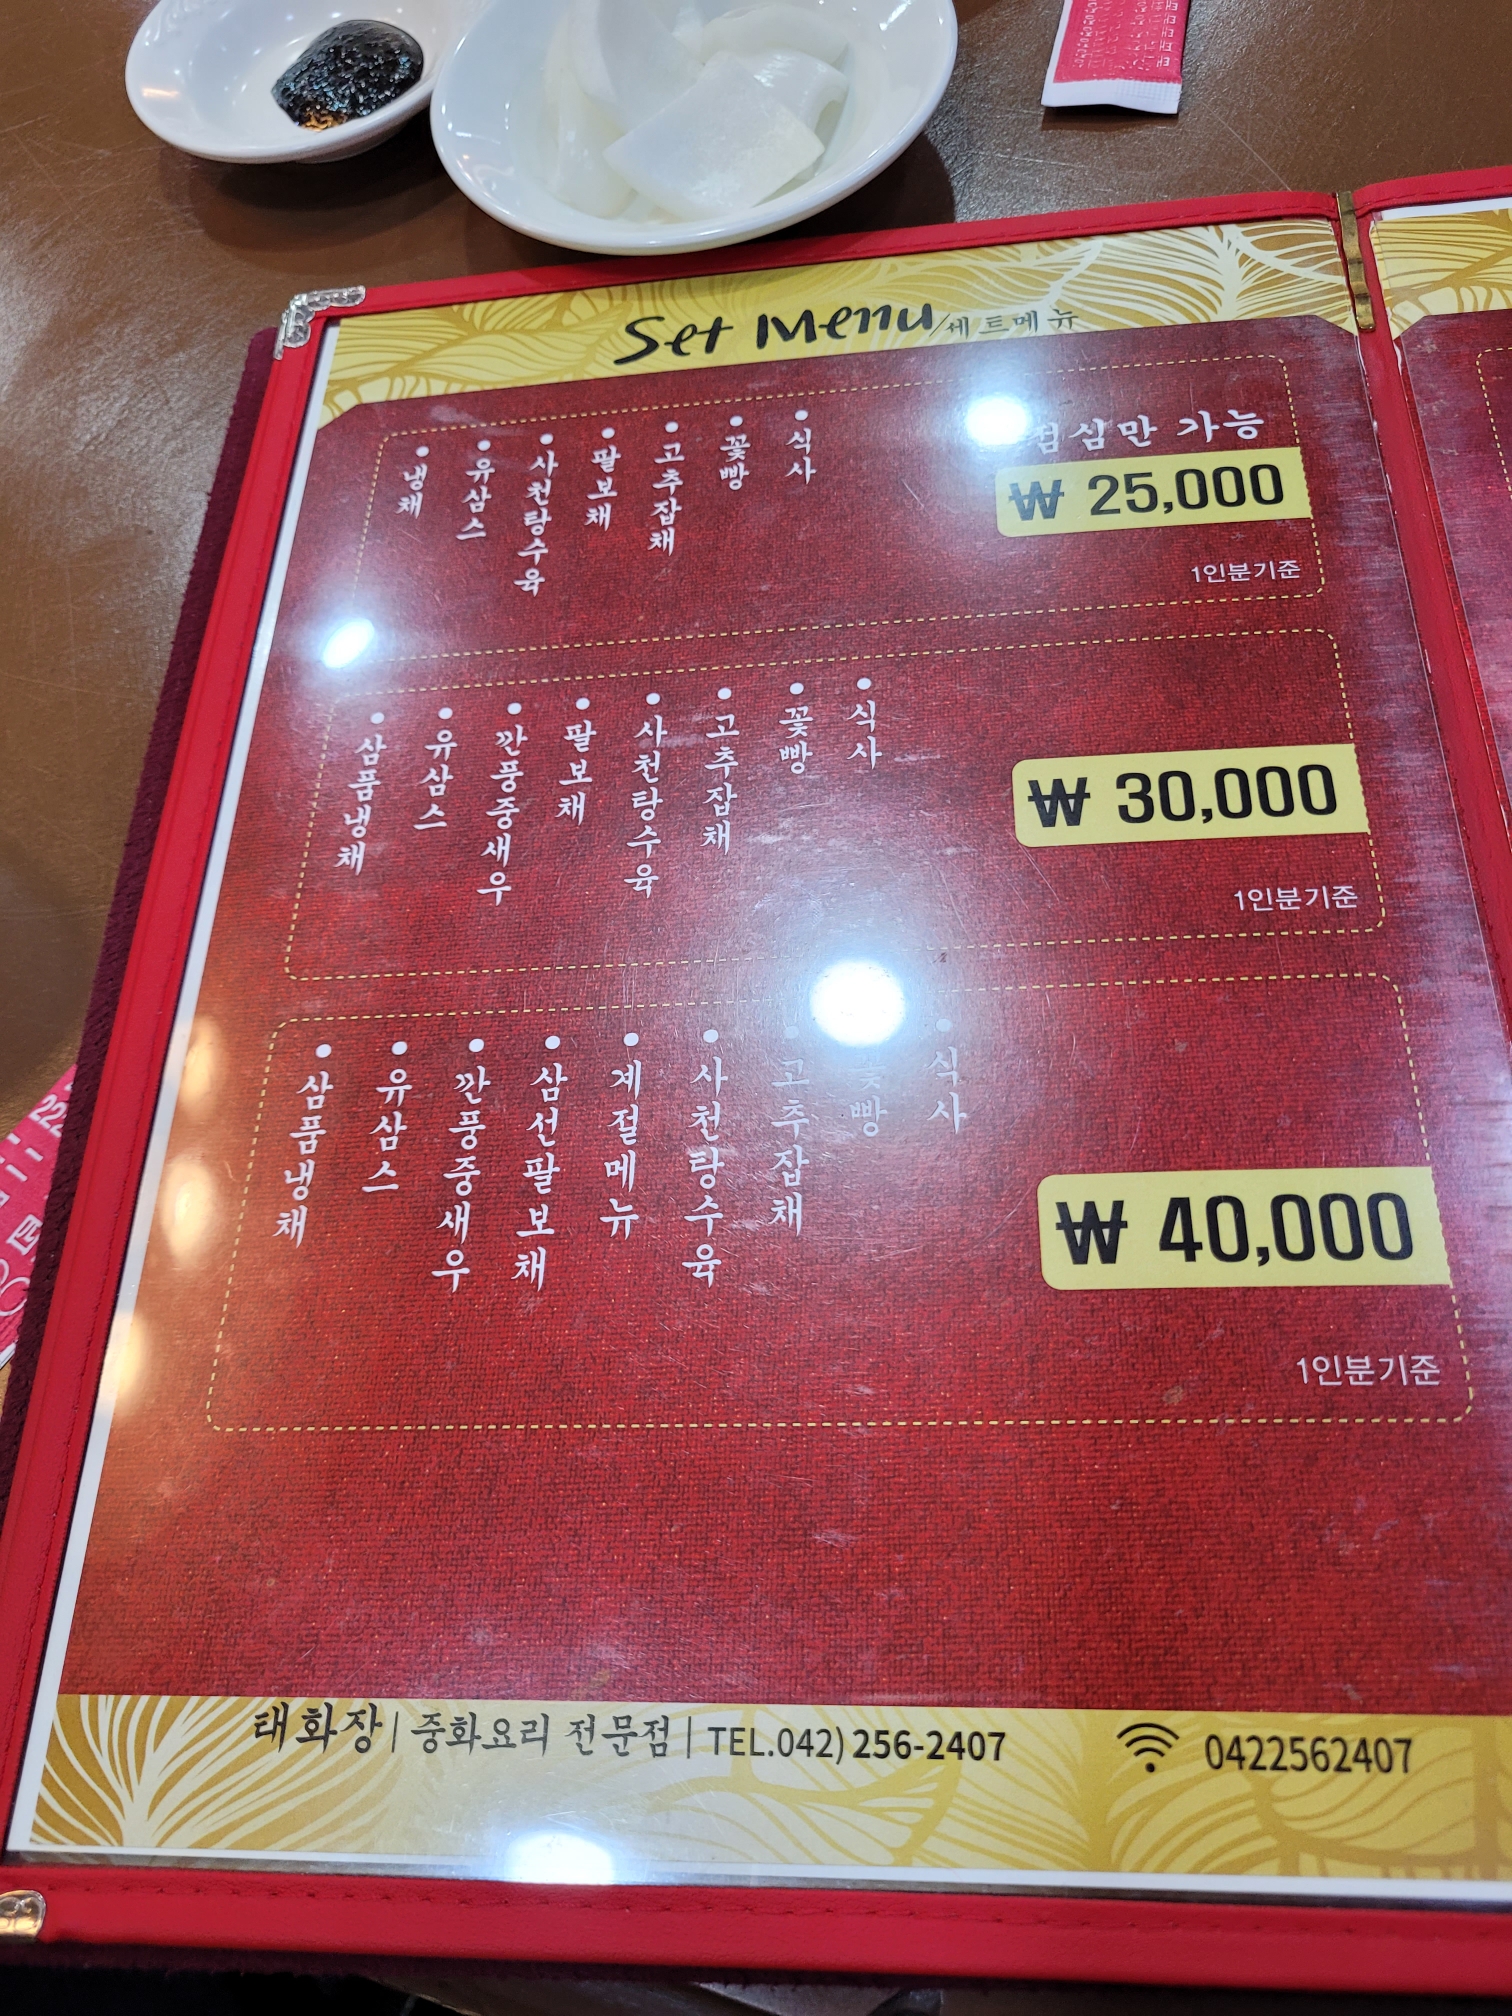 Set Menu/세트메뉴
점심만 가능
• 냉채
• 유삼스
• 사천탕수육
• 팔보채
• 고추잡채
• 꽃빵
• 식사
₩ 25,000
1인분기준
• 삼품냉채
• 유삼스
• 깐풍중새우
• 팔보채
• 사천탕수육
• 고추잡채
• 꽃빵
• 식사
₩ 30,000
1인분기준
• 삼품냉채
• 유삼스
• 깐풍중새우
• 삼선팔보채
• 계절메뉴
• 사천탕수육
• 고추잡채
• 꽃빵
• 식사
₩ 40,000
1인분기준
태화장 | 중화요리 전문점 | TEL.042)256-2407
0422562407